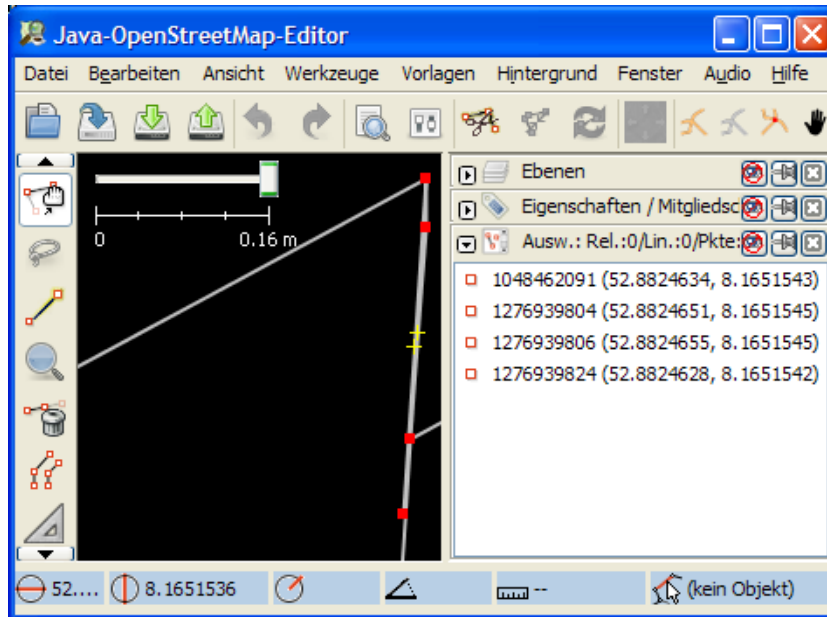 Java-OpenStreetMap-Editor
Datei Bearbeiten Ansicht Werkzeuge Vorlagen Hintergrund Fenster Audio Hilfe
Ebenen
0 0.16 m
Eigenschaften / Mitgliedsc
Ausw.: Rel.:0/Lin.:0/Pkte:
1048462091 (52.8824634, 8.1651543)
1276939804 (52.8824651, 8.1651545)
1276939806 (52.8824655, 8.1651545)
1276939824 (52.8824628, 8.1651542)
52.... 8.1651536 -- (kein Objekt)